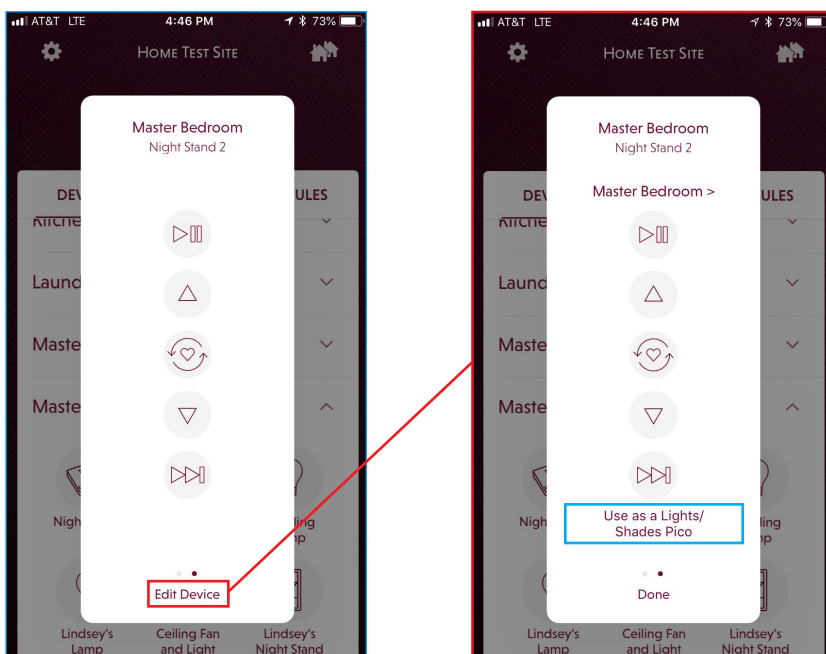 AT&T LTE 4:46 PM 73%
HOME TEST SITE
Master Bedroom
Night Stand 2
DEV ULES
Kitche
Laund
Maste
Maste
Nigh ling
mp
Edit Device
Lindsey's Ceiling Fan Lindsey's
Lamp and Light Night Stand
AT&T LTE 4:46 PM 73%
HOME TEST SITE
Master Bedroom
Night Stand 2
Master Bedroom >
DEV ULES
Kitche
Laund
Maste
Maste
Use as a Lights/
Shades Pico
Nigh ling
mp
Done
Lindsey's Ceiling Fan Lindsey's
Lamp and Light Night Stand